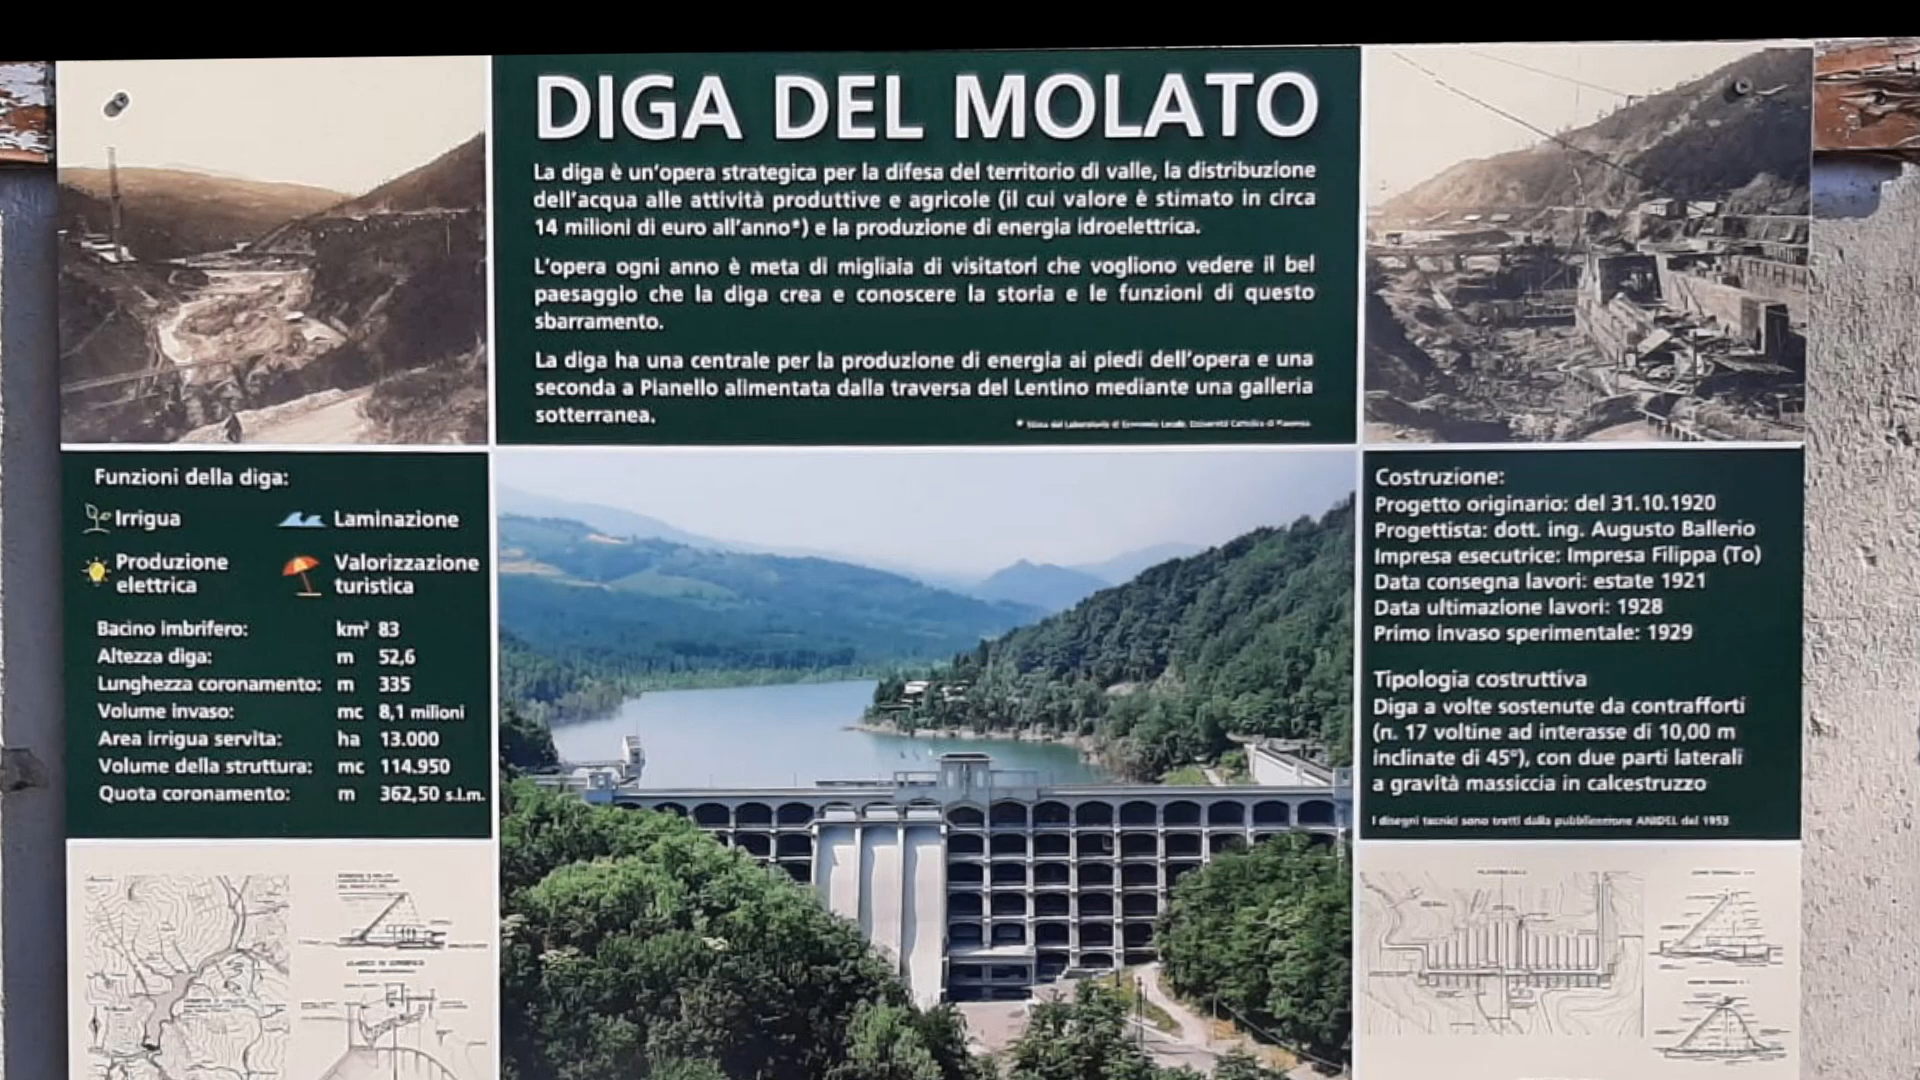 DIGA DEL MOLATO
La diga è un'opera strategica per la difesa del territorio di valle, la distribuzione
dell'acqua alle attività produttive e agricole (il cui valore è stimato in circa
14 milioni di euro all'anno*) e la produzione di energia idroelettrica.
L'opera ogni anno è meta di migliaia di visitatori che vogliono vedere il bel
paesaggio che la diga crea e conoscere la storia e le funzioni di questo
sbarramento.
La diga ha una centrale per la produzione di energia ai piedi dell'opera e una
seconda a Pianello alimentata dalla traversa del Lentino mediante una galleria
sotterranea.
* Stima del Laboratorio di Economia Locale, Università Cattolica di Piacenza.
Funzioni della diga:
Irrigua Laminazione
Produzione elettrica Valorizzazione turistica
Bacino imbrifero: km² 83
Altezza diga: m 52,6
Lunghezza coronamento: m 335
Volume invaso: mc 8,1 milioni
Area irrigua servita: ha 13.000
Volume della struttura: mc 114.950
Quota coronamento: m 362,50 s.l.m.
Costruzione:
Progetto originario: del 31.10.1920
Progettista: dott. ing. Augusto Ballerio
Impresa esecutrice: Impresa Filippa (To)
Data consegna lavori: estate 1921
Data ultimazione lavori: 1928
Primo invaso sperimentale: 1929
Tipologia costruttiva
Diga a volte sostenute da contrafforti
(n. 17 voltine ad interasse di 10,00 m
inclinate di 45°), con due parti laterali
a gravità massiccia in calcestruzzo
I disegni tecnici sono tratti dalla pubblicazione ANIDEL del 1953